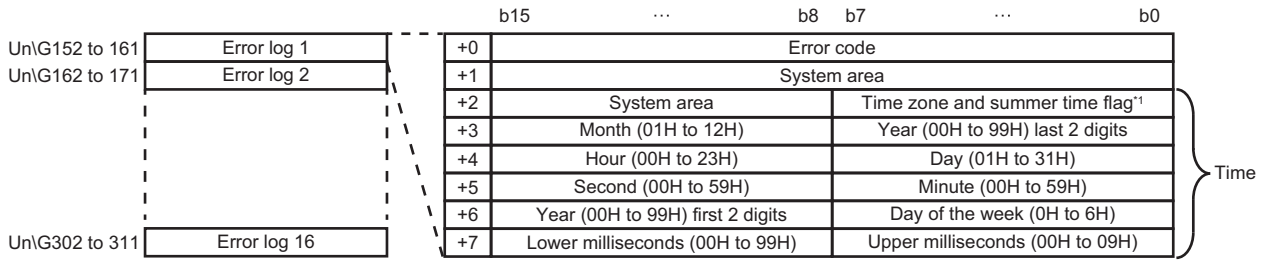 b15 ··· b8 b7 ··· b0
Un\G152 to 161 Error log 1 +0 Error code
Un\G162 to 171 Error log 2 +1 System area
+2 System area Time zone and summer time flag*1
+3 Month (01H to 12H) Year (00H to 99H) last 2 digits
+4 Hour (00H to 23H) Day (01H to 31H)
Time
+5 Second (00H to 59H) Minute (00H to 59H)
+6 Year (00H to 99H) first 2 digits Day of the week (0H to 6H)
Un\G302 to 311 Error log 16 +7 Lower milliseconds (00H to 99H) Upper milliseconds (00H to 09H)